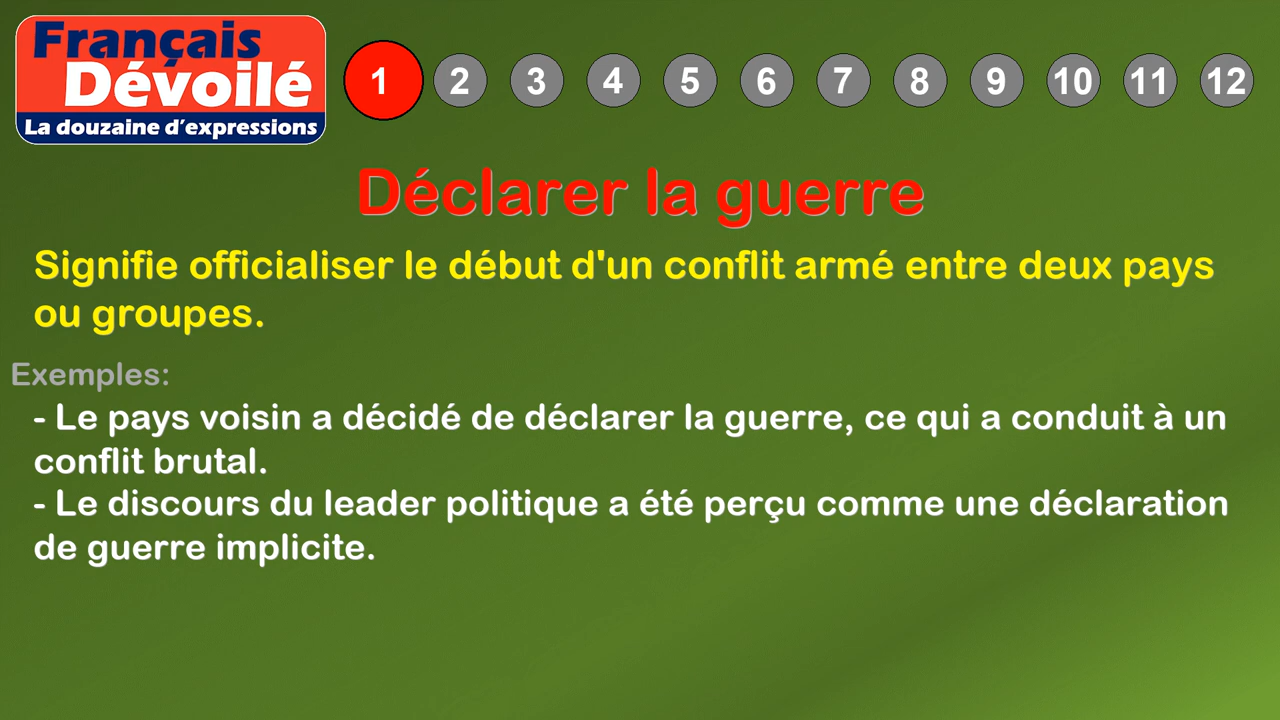 Français
Dévoilé
La douzaine d'expressions
1 2 3 4 5 6 7 8 9 10 11 12
Déclarer la guerre
Signifie officialiser le début d'un conflit armé entre deux pays
ou groupes.
Exemples:
- Le pays voisin a décidé de déclarer la guerre, ce qui a conduit à un
conflit brutal.
- Le discours du leader politique a été perçu comme une déclaration
de guerre implicite.